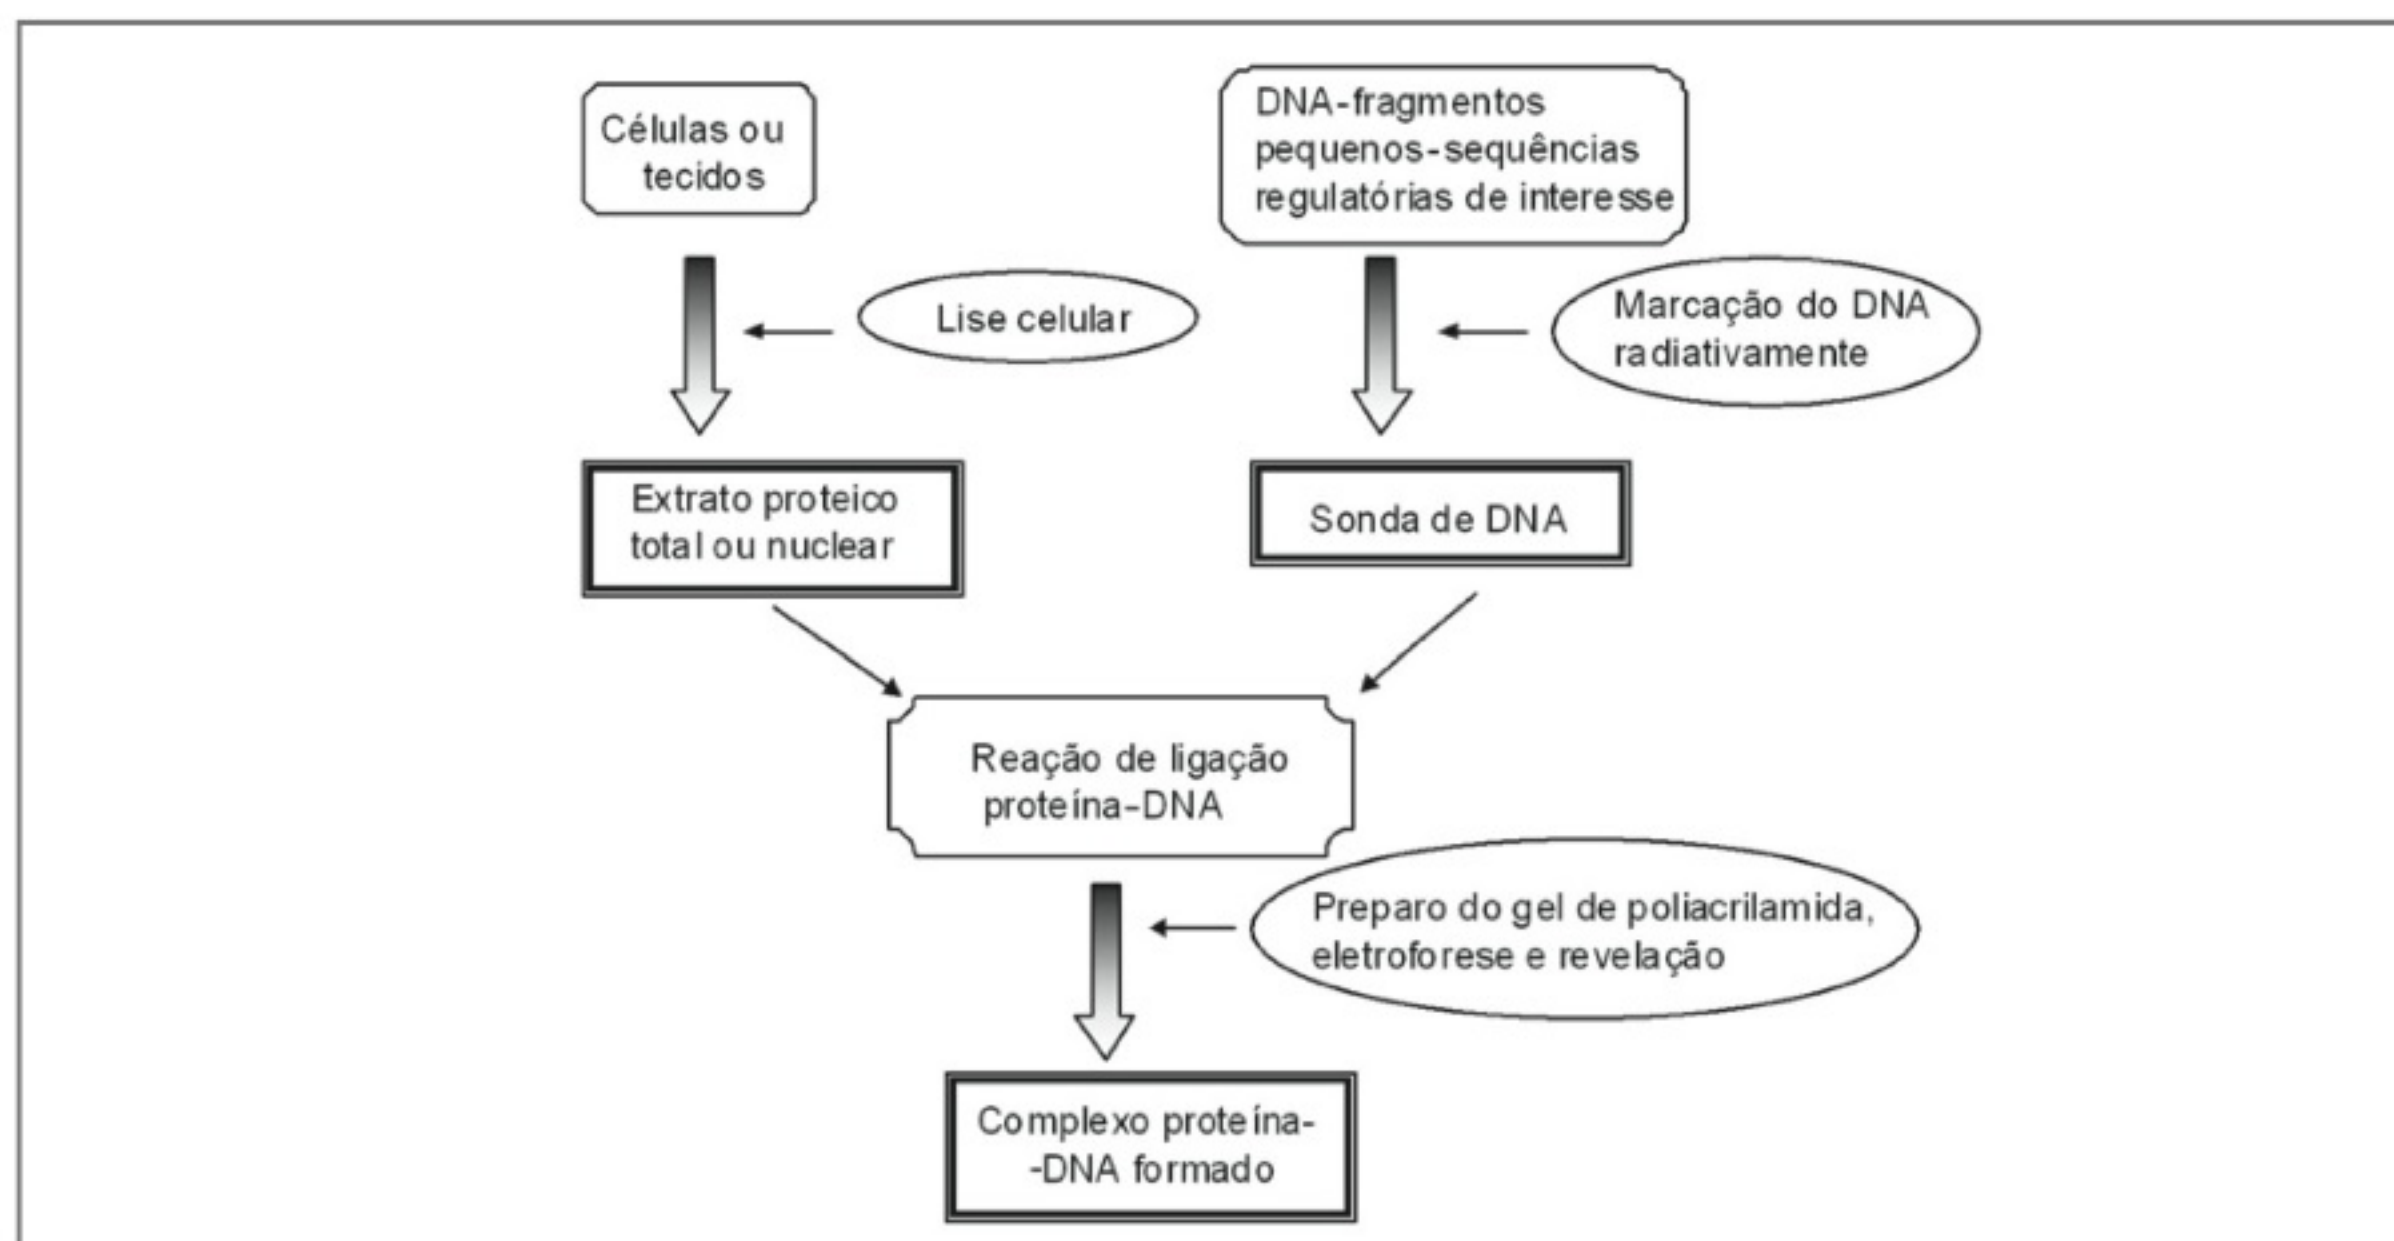 Células ou
tecidos
DNA-fragmentos
pequenos-sequências
regulatórias de interesse
Lise celular
Marcação do DNA
radiativamente
Extrato proteico
total ou nuclear
Sonda de DNA
Reação de ligação
proteína-DNA
Preparo do gel de poliacrilamida,
eletroforese e revelação
Complexo proteína-
-DNA formado